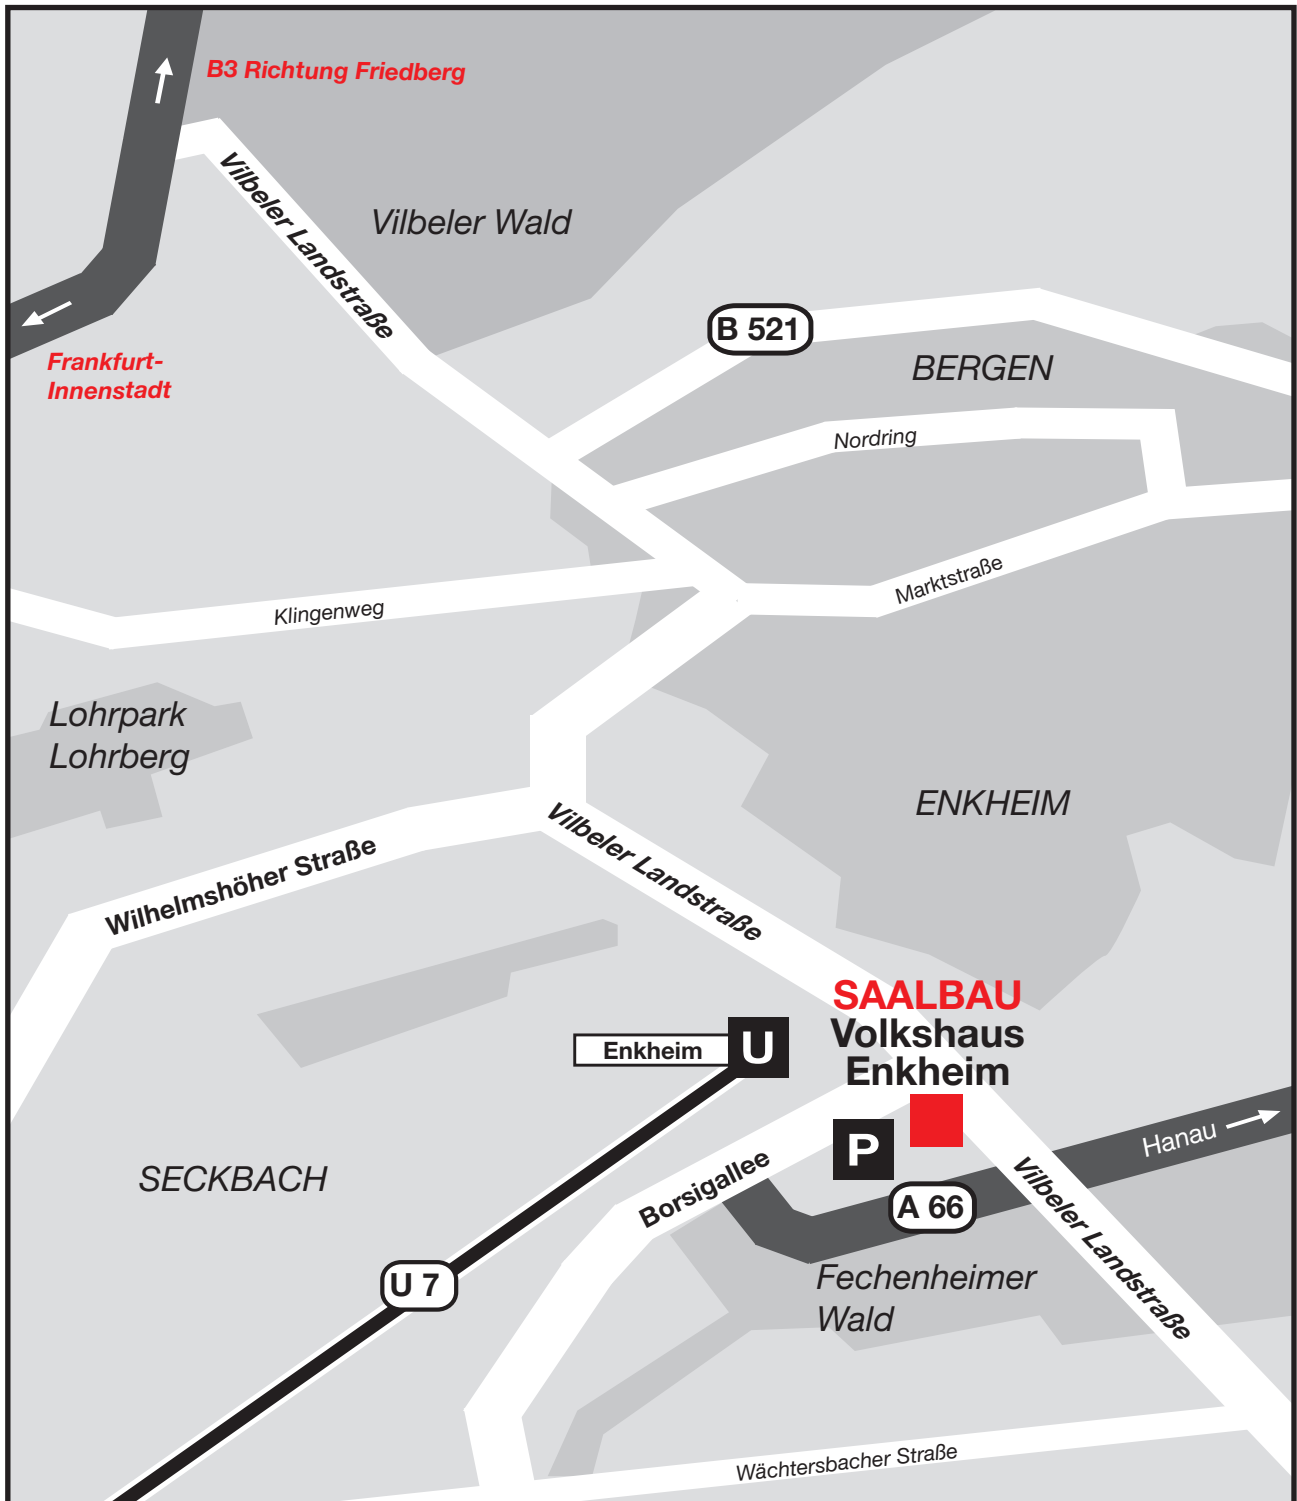 B3 Richtung Friedberg
Vilbeler Landstraße
Vilbeler Wald
B 521
Frankfurt-
Innenstadt
BERGEN
Nordring
Marktstraße
Klingenweg
Lohrpark
Lohrberg
ENKHEIM
Vilbeler Landstraße
Wilhelmshöher Straße
SAALBAU
Volkshaus
Enkheim
Enkheim
U
P
Hanau
SECKBACH
Borsigallee
A 66
Vilbeler Landstraße
U 7
Fechenheimer
Wald
Wächtersbacher Straße